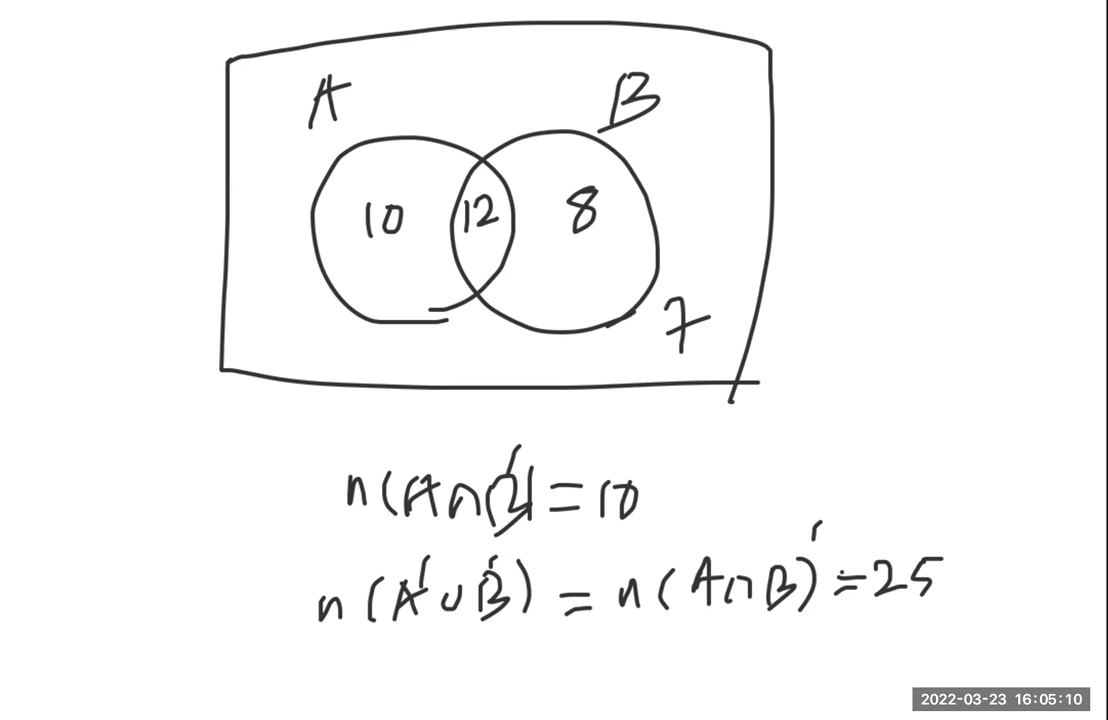 A B
10 12 8
7
n(A∩B')=10
n(A'∪B') = n(A∩B)'=25
2022-03-23 16:05:10